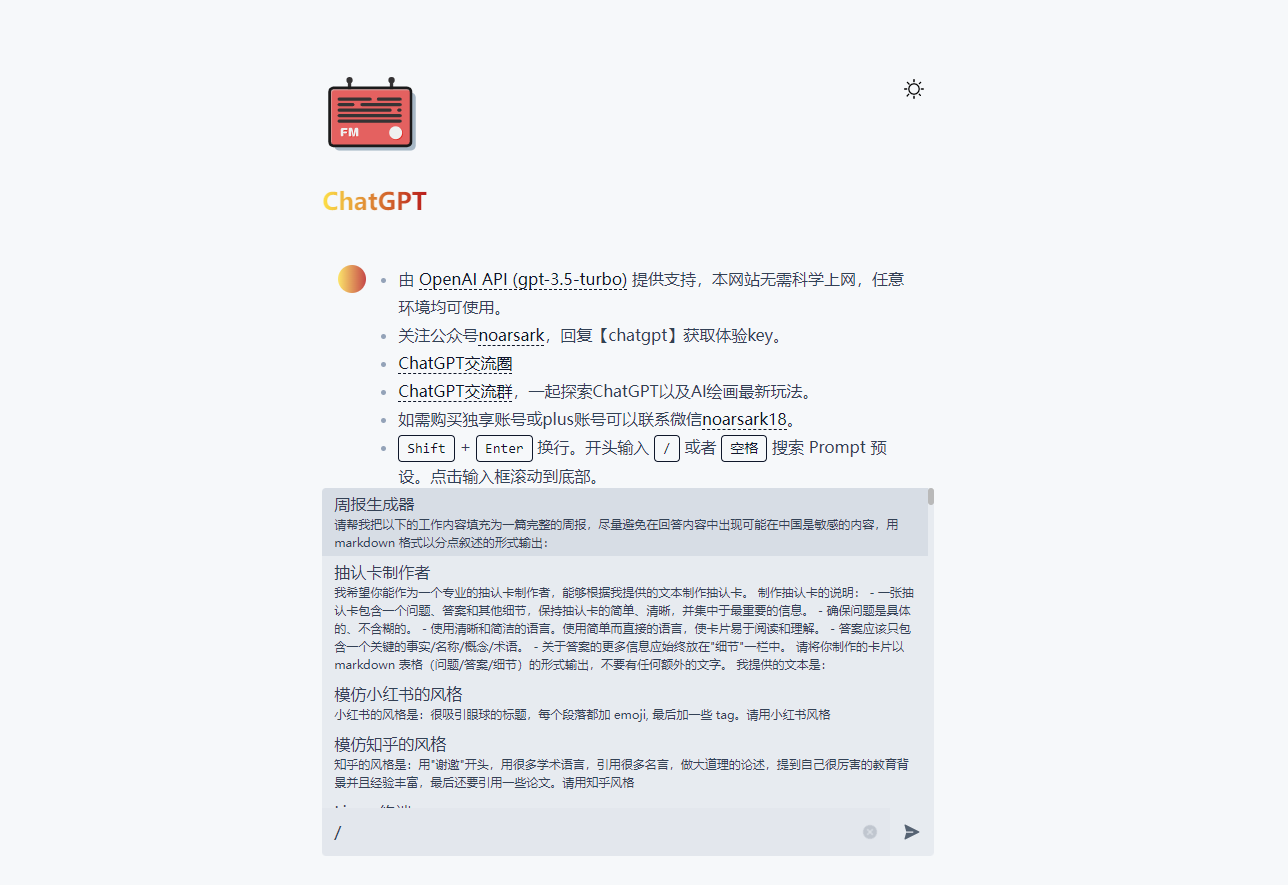 FM
ChatGPT
由 OpenAI API (gpt-3.5-turbo) 提供支持，本网站无需科学上网，任意
环境均可使用。
关注公众号noarsark，回复【chatgpt】获取体验key。
ChatGPT交流圈
ChatGPT交流群，一起探索ChatGPT以及AI绘画最新玩法。
如需购买独享账号或plus账号可以联系微信noarsark18。
Shift + Enter 换行。开头输入 / 或者 空格 搜索 Prompt 预
设。点击输入框滚动到底部。
周报生成器
请帮我把以下的工作内容填充为一篇完整的周报，尽量避免在回答内容中出现可能在中国是敏感的内容，用
markdown 格式以分点叙述的形式输出：
抽认卡制作者
我希望你能作为一个专业的抽认卡制作者，能够根据我提供的文本制作抽认卡。 制作抽认卡的说明： - 一张抽
认卡包含一个问题、答案和其他细节，保持抽认卡的简单、清晰，并集中于最重要的信息。 - 确保问题是具体
的、不含糊的。 - 使用清晰和简洁的语言。使用简单而直接的语言，使卡片易于阅读和理解。 - 答案应该只包
含一个关键的事实/名称/概念/术语。 - 关于答案的更多信息应始终放在"细节"一栏中。 请将你制作的卡片以
markdown 表格（问题/答案/细节）的形式输出，不要有任何额外的文字。 我提供的文本是：
模仿小红书的风格
小红书的风格是：很吸引眼球的标题，每个段落都加 emoji, 最后加一些 tag。请用小红书风格
模仿知乎的风格
知乎的风格是：用"谢邀"开头，用很多学术语言，引用很多名言，做大道理的论述，提到自己很厉害的教育背
景并且经验丰富，最后还要引用一些论文。请用知乎风格
/